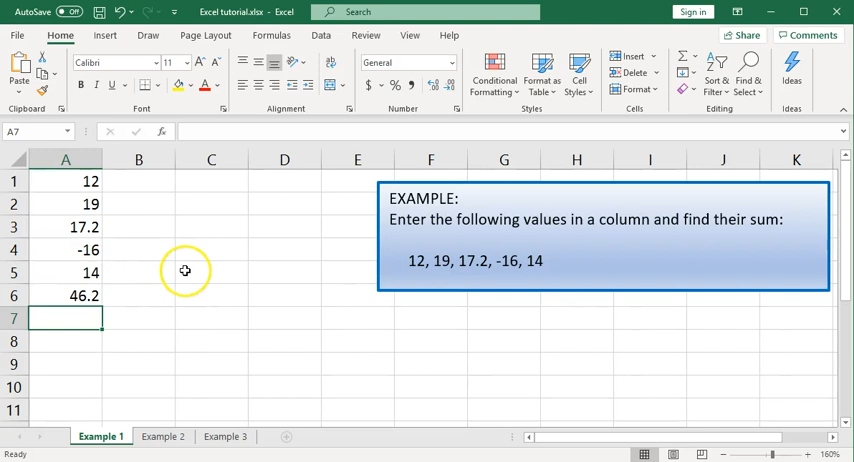 AutoSave Off Excel tutorial.xlsx - Excel Search Sign in
File Home Insert Draw Page Layout Formulas Data Review View Help Share Comments
Paste Calibri 11 A A ab General Conditional Formatting Format as Table Cell Styles Insert Delete Format Sort & Filter Find & Select Ideas
Clipboard Font Alignment Number Styles Cells Editing Ideas
A7 fx
A B C D E F G H I J K
1 12
2 19
3 17.2
4 -16
5 14
6 46.2
7
8
9
10
11
EXAMPLE:
Enter the following values in a column and find their sum:
12, 19, 17.2, -16, 14
Example 1 Example 2 Example 3
Ready 160%